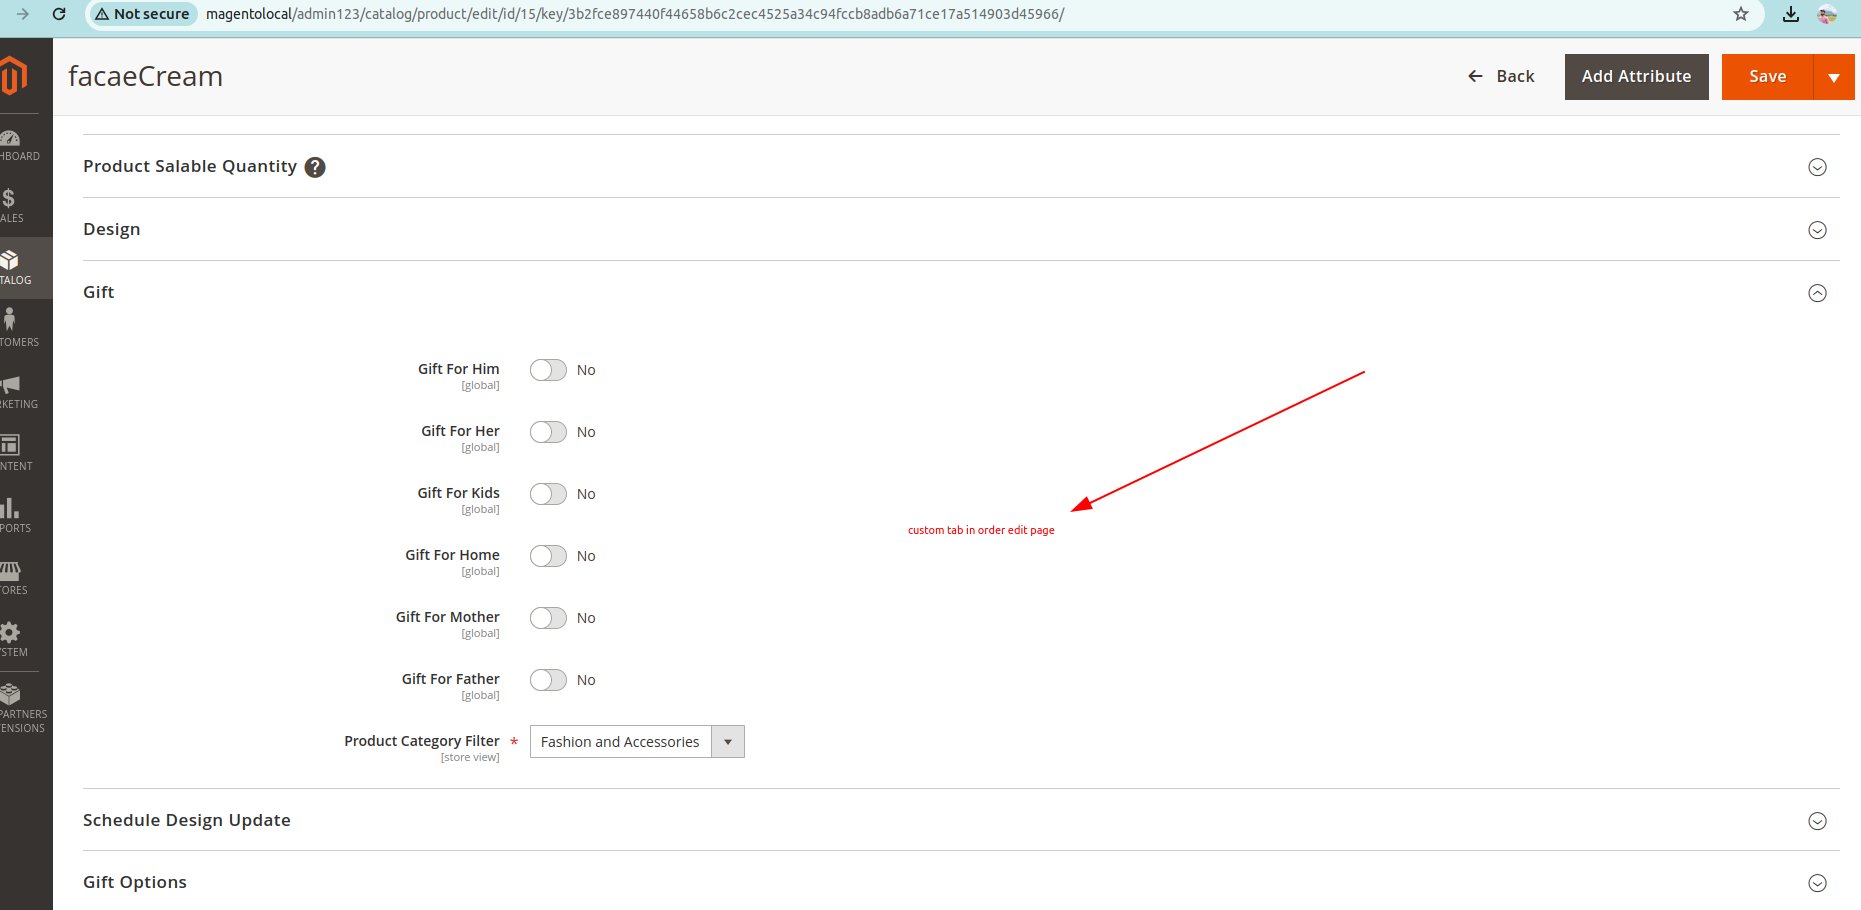 Not secure magentolocal/admin123/catalog/product/edit/id/15/key/3b2fce897440f44658b6c2cec4525a34c94fccb8adb6a71ce17a514903d45966/
facaeCream
Back
Add Attribute
Save
HBOARD
ALES
TALOG
TOMERS
RKETING
NTENT
PORTS
TORES
YSTEM
PARTNERS
TENSIONS
Product Salable Quantity ?
Design
Gift
Gift For Him No
[global]
Gift For Her No
[global]
Gift For Kids No
[global]
custom tab in order edit page
Gift For Home No
[global]
Gift For Mother No
[global]
Gift For Father No
[global]
Product Category Filter * Fashion and Accessories
[store view]
Schedule Design Update
Gift Options